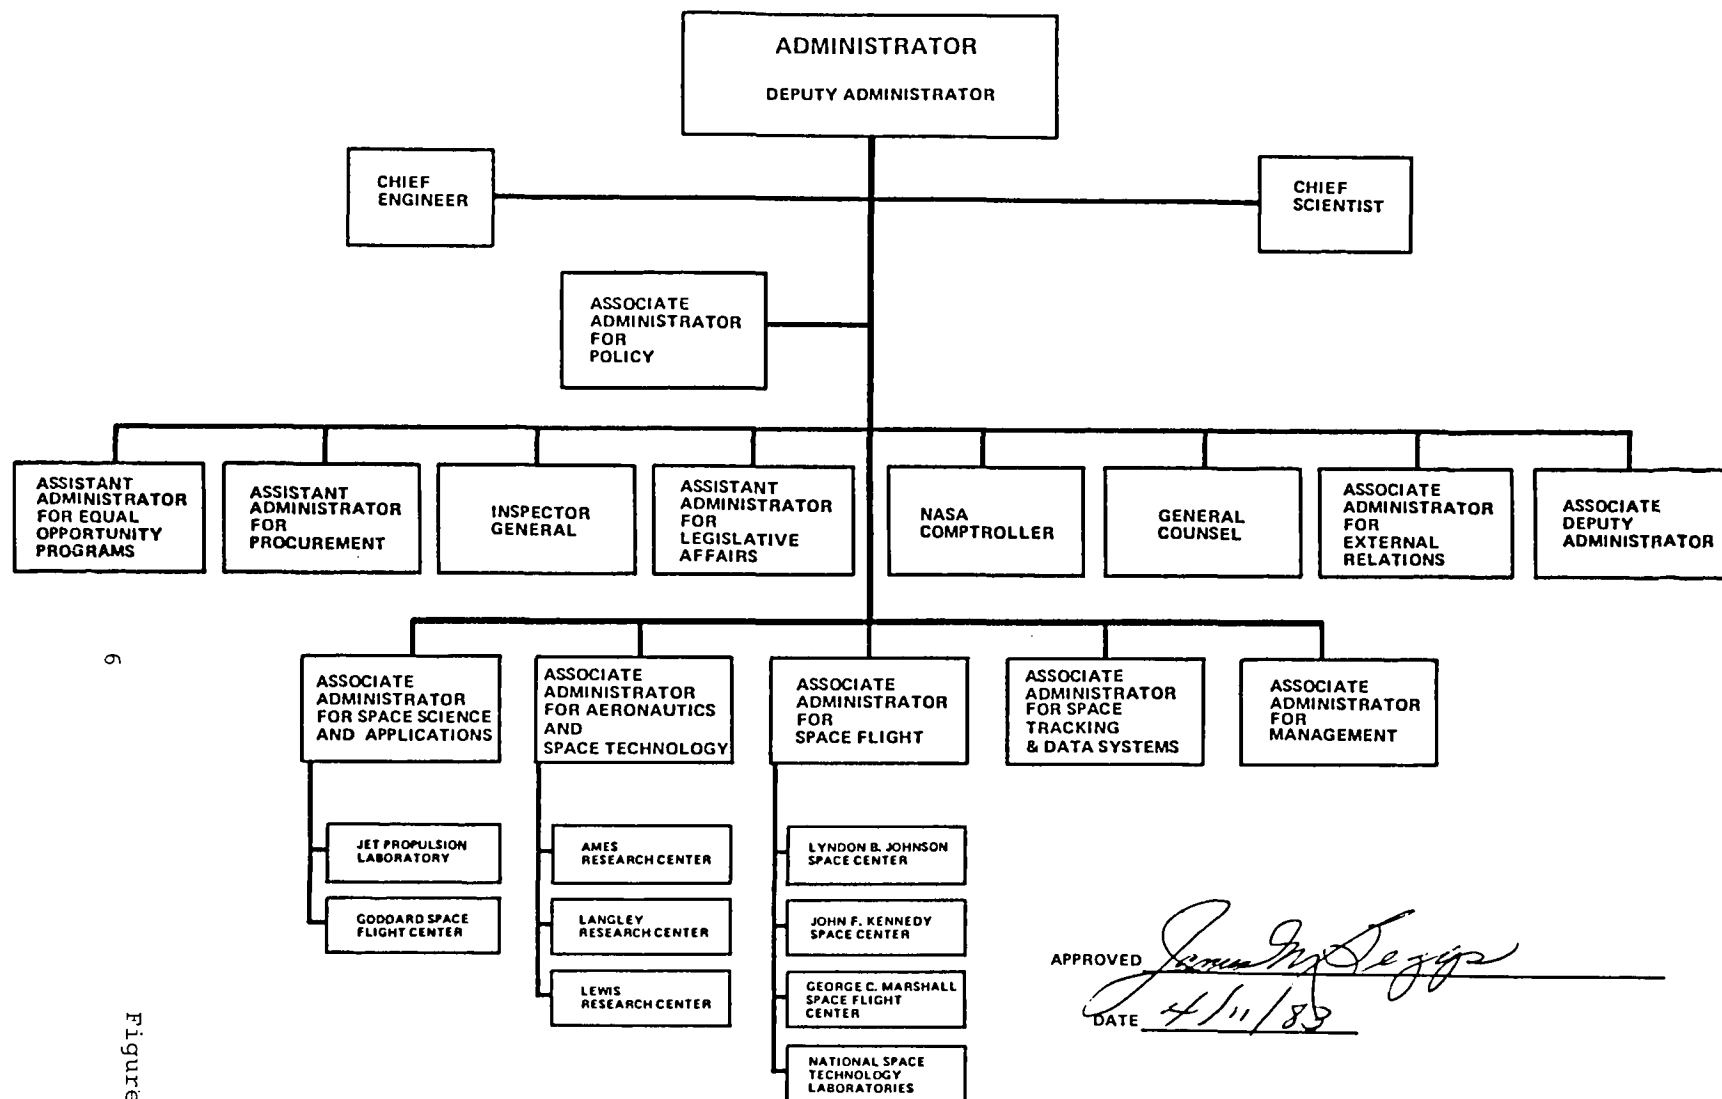 ADMINISTRATOR
DEPUTY ADMINISTRATOR
CHIEF
ENGINEER
CHIEF
SCIENTIST
ASSOCIATE
ADMINISTRATOR
FOR
POLICY
ASSISTANT
ADMINISTRATOR
FOR EQUAL
OPPORTUNITY
PROGRAMS
ASSISTANT
ADMINISTRATOR
FOR
PROCUREMENT
INSPECTOR
GENERAL
ASSISTANT
ADMINISTRATOR
FOR
LEGISLATIVE
AFFAIRS
NASA
COMPTROLLER
GENERAL
COUNSEL
ASSOCIATE
ADMINISTRATOR
FOR
EXTERNAL
RELATIONS
ASSOCIATE
DEPUTY
ADMINISTRATOR
ASSOCIATE
ADMINISTRATOR
FOR SPACE SCIENCE
AND APPLICATIONS
ASSOCIATE
ADMINISTRATOR
FOR AERONAUTICS
AND
SPACE TECHNOLOGY
ASSOCIATE
ADMINISTRATOR
FOR
SPACE FLIGHT
ASSOCIATE
ADMINISTRATOR
FOR SPACE
TRACKING
& DATA SYSTEMS
ASSOCIATE
ADMINISTRATOR
FOR
MANAGEMENT
JET PROPULSION
LABORATORY
GODDARD SPACE
FLIGHT CENTER
AMES
RESEARCH CENTER
LANGLEY
RESEARCH CENTER
LEWIS
RESEARCH CENTER
LYNDON B. JOHNSON
SPACE CENTER
JOHN F. KENNEDY
SPACE CENTER
GEORGE C. MARSHALL
SPACE FLIGHT
CENTER
NATIONAL SPACE
TECHNOLOGY
LABORATORIES
APPROVED James M Beggs
DATE 4/11/83
6
Figure